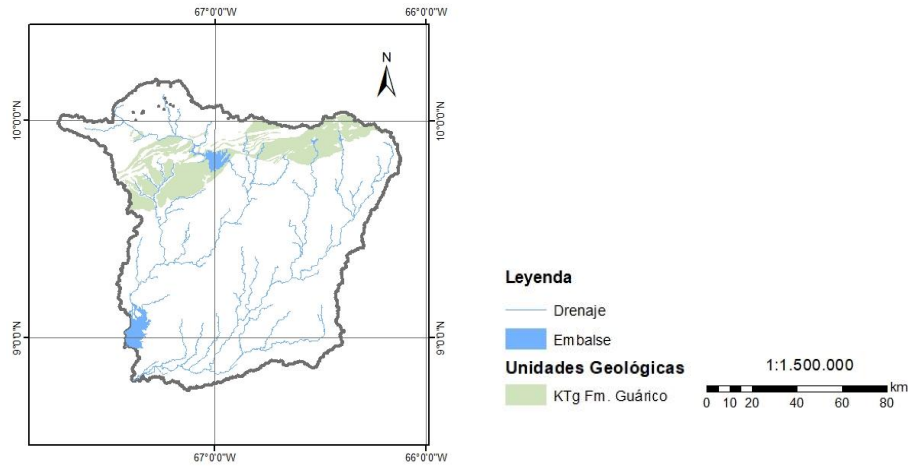 67°0'0"W
66°0'0"W
N
10°0'0"N
10°0'0"N
9°0'0"N
9°0'0"N
67°0'0"W
66°0'0"W
Leyenda
Drenaje
Embalse
Unidades Geológicas
KTg Fm. Guárico
1:1.500.000
km
0 10 20 40 60 80